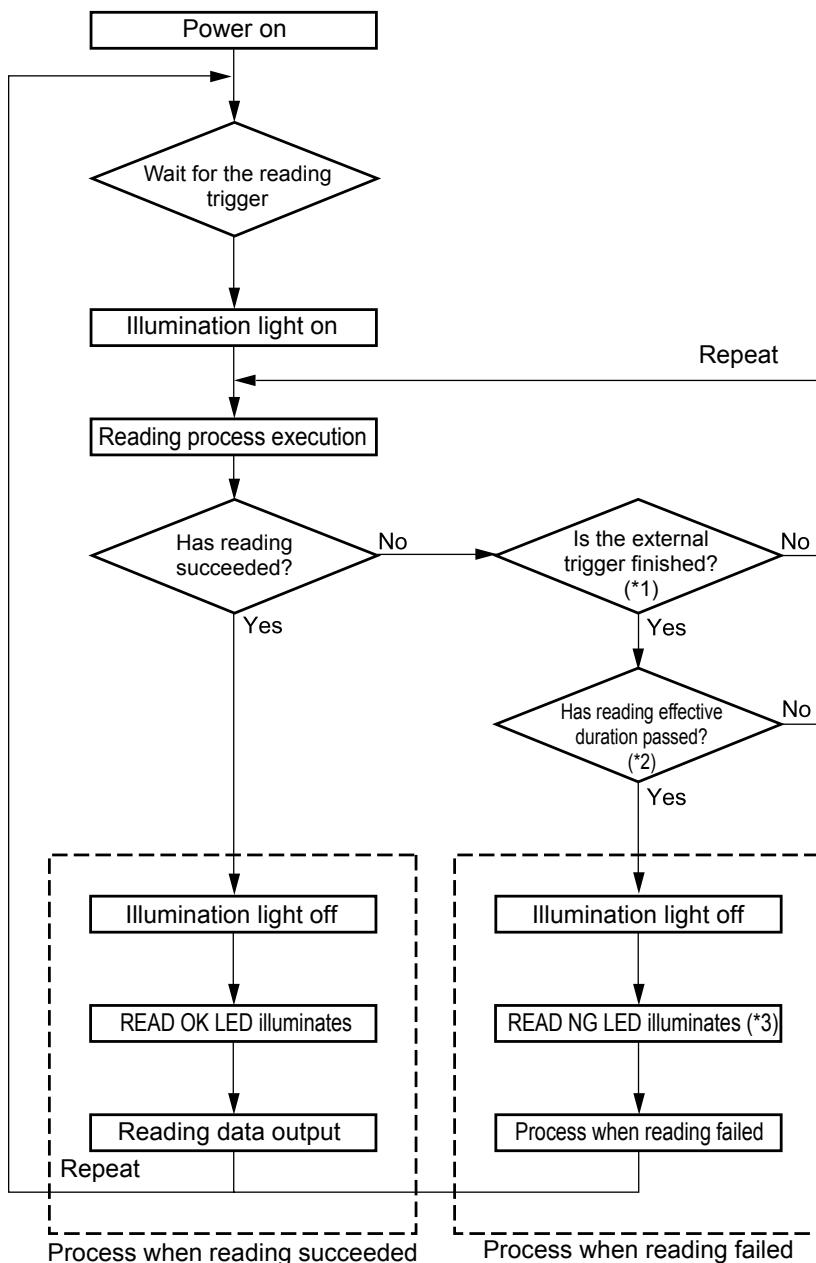 Power on
Wait for the reading
trigger
Illumination light on
Repeat
Reading process execution
Has reading
succeeded?
No
Yes
Is the external
trigger finished?
(*1)
No
Yes
Has reading effective
duration passed?
(*2)
No
Yes
Illumination light off
READ OK LED illuminates
Reading data output
Repeat
Process when reading succeeded
Illumination light off
READ NG LED illuminates (*3)
Process when reading failed
Process when reading failed